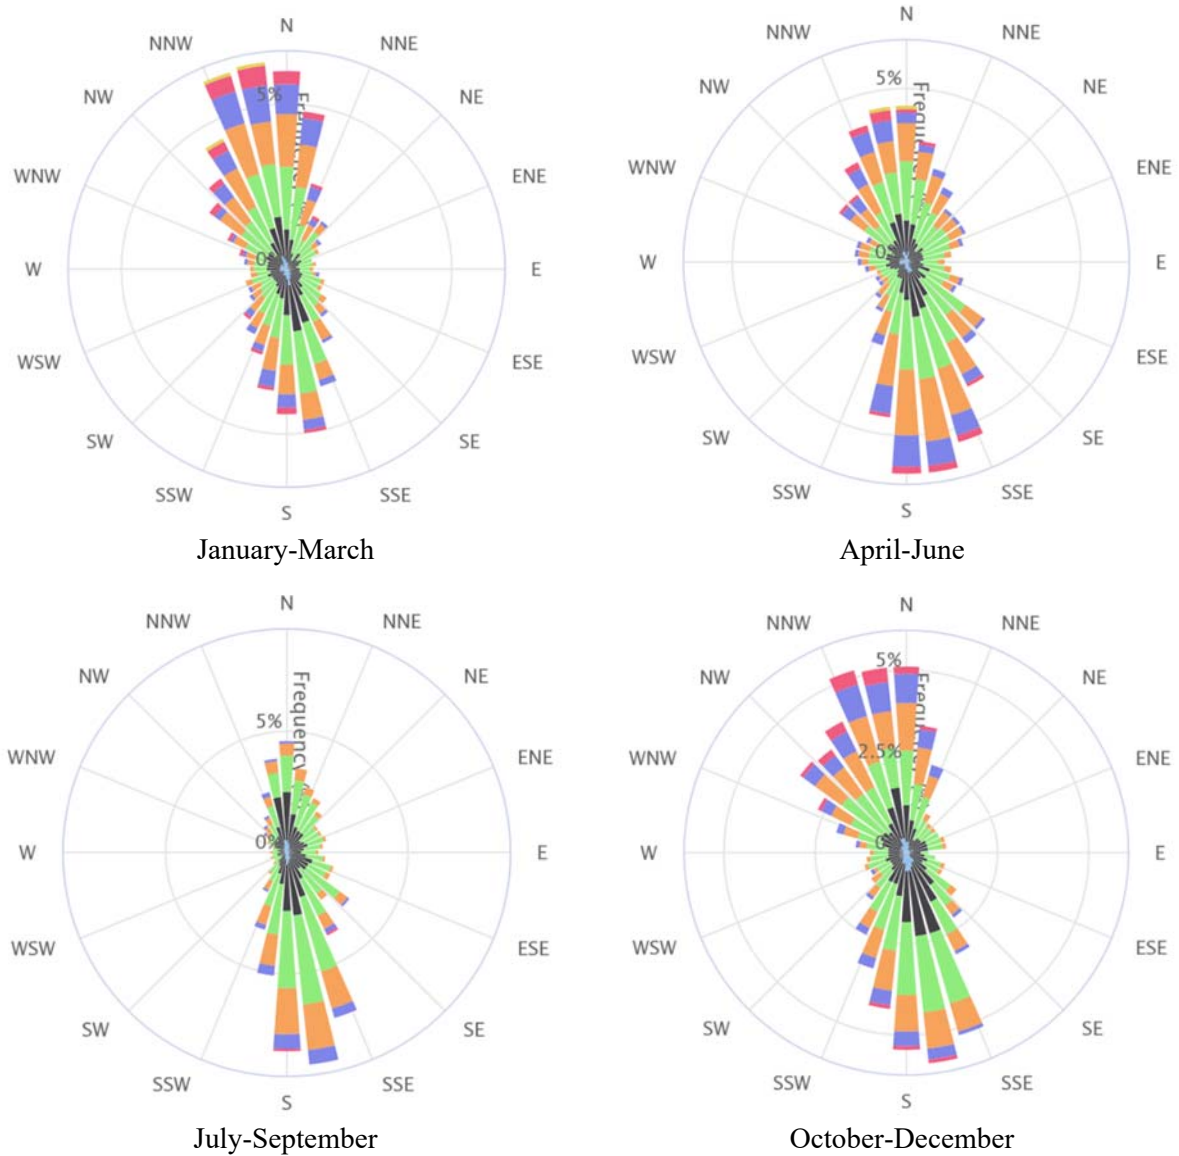 N
NNW
NNE
NW
NE
5%
WNW
ENE
Frequency
0%
W
E
WSW
ESE
SW
SE
SSW
SSE
S
January-March
N
NNW
NNE
5%
NW
NE
Frequency
WNW
ENE
0%
W
E
WSW
ESE
SW
SE
SSW
SSE
S
April-June
N
NNW
NNE
NW
NE
5%
Frequency
WNW
ENE
0%
W
E
WSW
ESE
SW
SE
SSW
SSE
S
July-September
N
NNW
NNE
5%
NW
NE
Frequency
2.5%
WNW
ENE
W
E
WSW
ESE
SW
SE
SSW
SSE
S
October-December